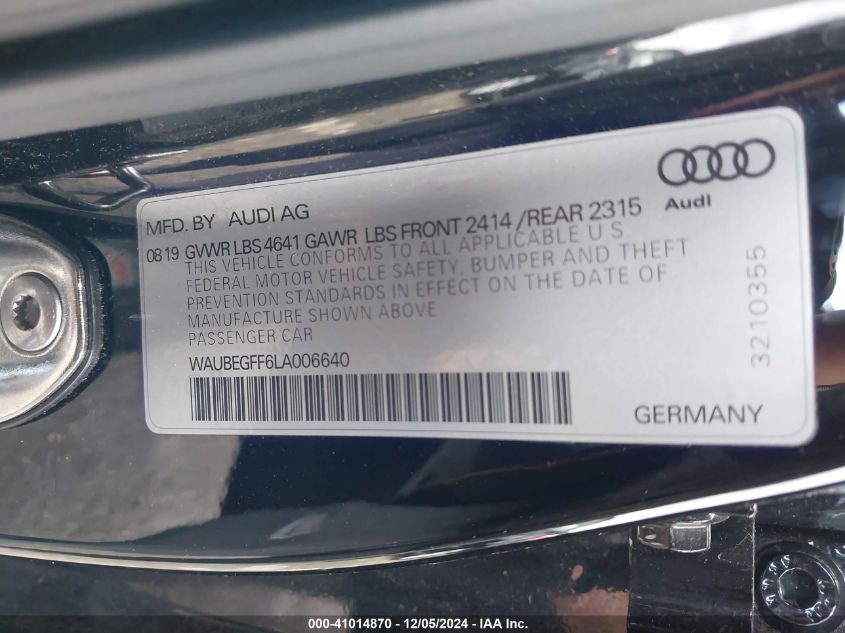 Audi
MFD. BY AUDI AG
08 19 GVWR LBS 4641 GAWR LBS FRONT 2414 /REAR 2315
THIS VEHICLE CONFORMS TO ALL APPLICABLE U.S.
FEDERAL MOTOR VEHICLE SAFETY, BUMPER AND THEFT
PREVENTION STANDARDS IN EFFECT ON THE DATE OF
MANUFACTURE SHOWN ABOVE
PASSENGER CAR
WAUBEGFF6LA006640
3210355
GERMANY
000-41014870 - 12/05/2024 - IAA Inc.